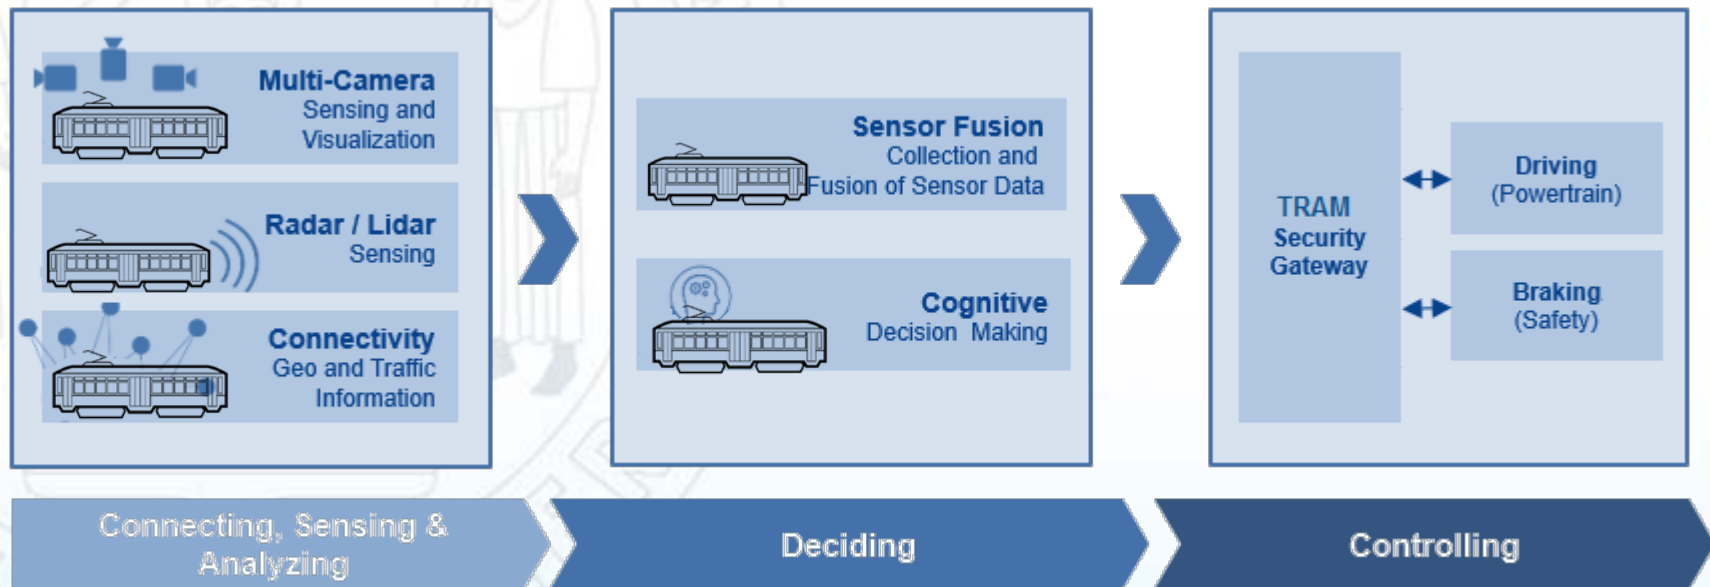 Multi-Camera
Sensing and
Visualization
Radar / Lidar
Sensing
Connectivity
Geo and Traffic
Information
Sensor Fusion
Collection and
Fusion of Sensor Data
Cognitive
Decision Making
TRAM
Security
Gateway
Driving
(Powertrain)
Braking
(Safety)
Connecting, Sensing &
Analyzing
Deciding
Controlling